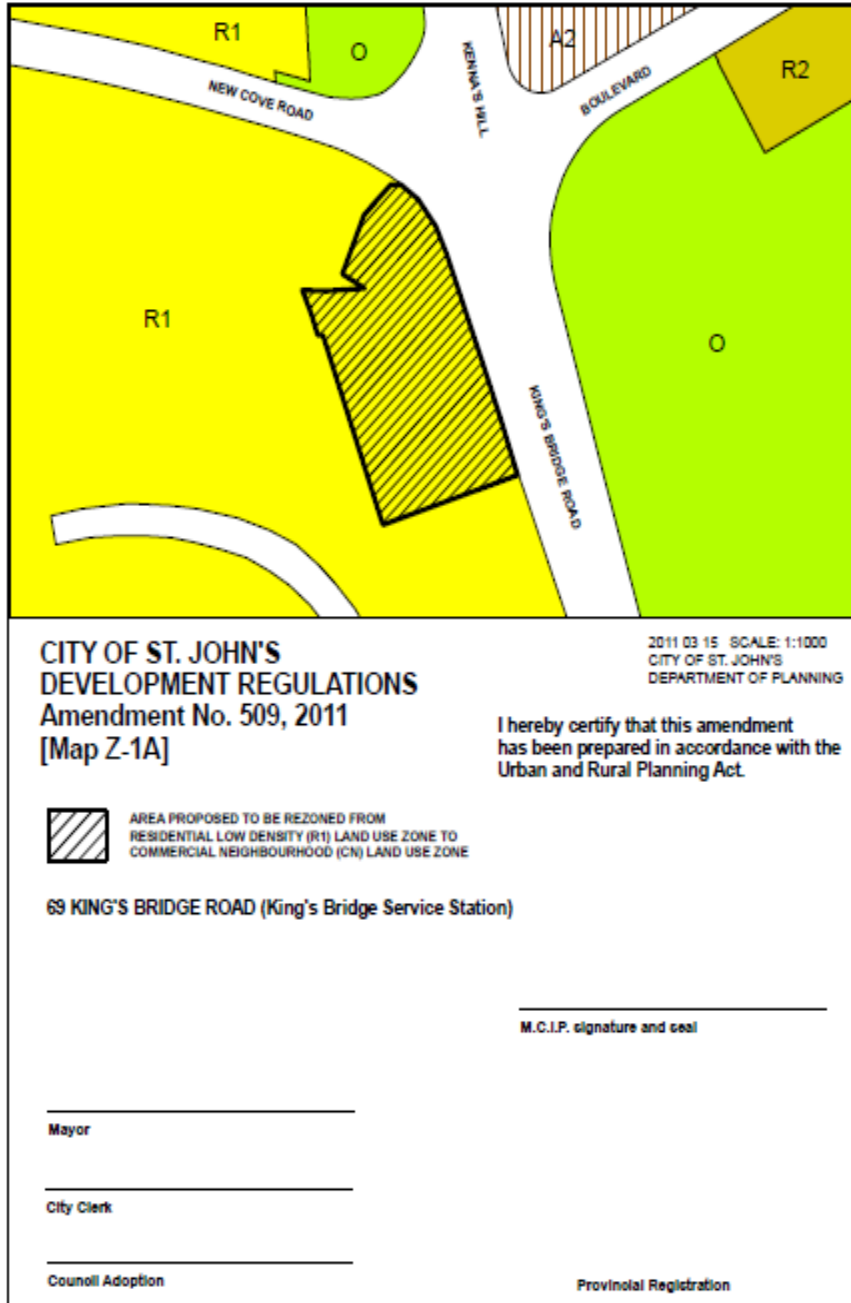 R1
O
A2
R2
NEW COVE ROAD
KENNA'S HILL
BOULEVARD
R1
O
KING'S BRIDGE ROAD
CITY OF ST. JOHN'S
DEVELOPMENT REGULATIONS
Amendment No. 509, 2011
[Map Z-1A]
2011 03 15 SCALE: 1:1000
CITY OF ST. JOHN'S
DEPARTMENT OF PLANNING
I hereby certify that this amendment
has been prepared in accordance with the
Urban and Rural Planning Act.
AREA PROPOSED TO BE REZONED FROM
RESIDENTIAL LOW DENSITY (R1) LAND USE ZONE TO
COMMERCIAL NEIGHBOURHOOD (CN) LAND USE ZONE
69 KING'S BRIDGE ROAD (King's Bridge Service Station)
M.C.I.P. signature and seal
Mayor
City Clerk
Council Adoption
Provincial Registration